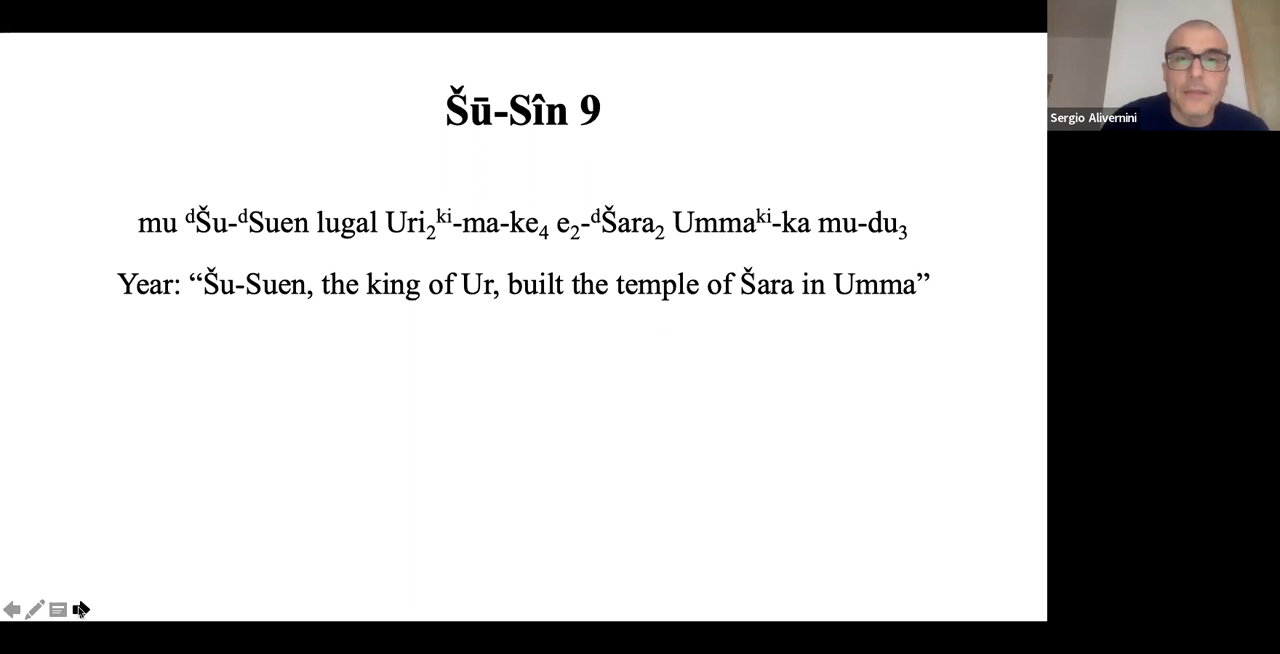 Šū-Sîn 9
mu ᵈŠu-ᵈSuen lugal Uri₂ᵏⁱ-ma-ke₄ e₂-ᵈŠara₂ Ummaᵏⁱ-ka mu-du₃
Year: “Šu-Suen, the king of Ur, built the temple of Šara in Umma”
Sergio Alivernini